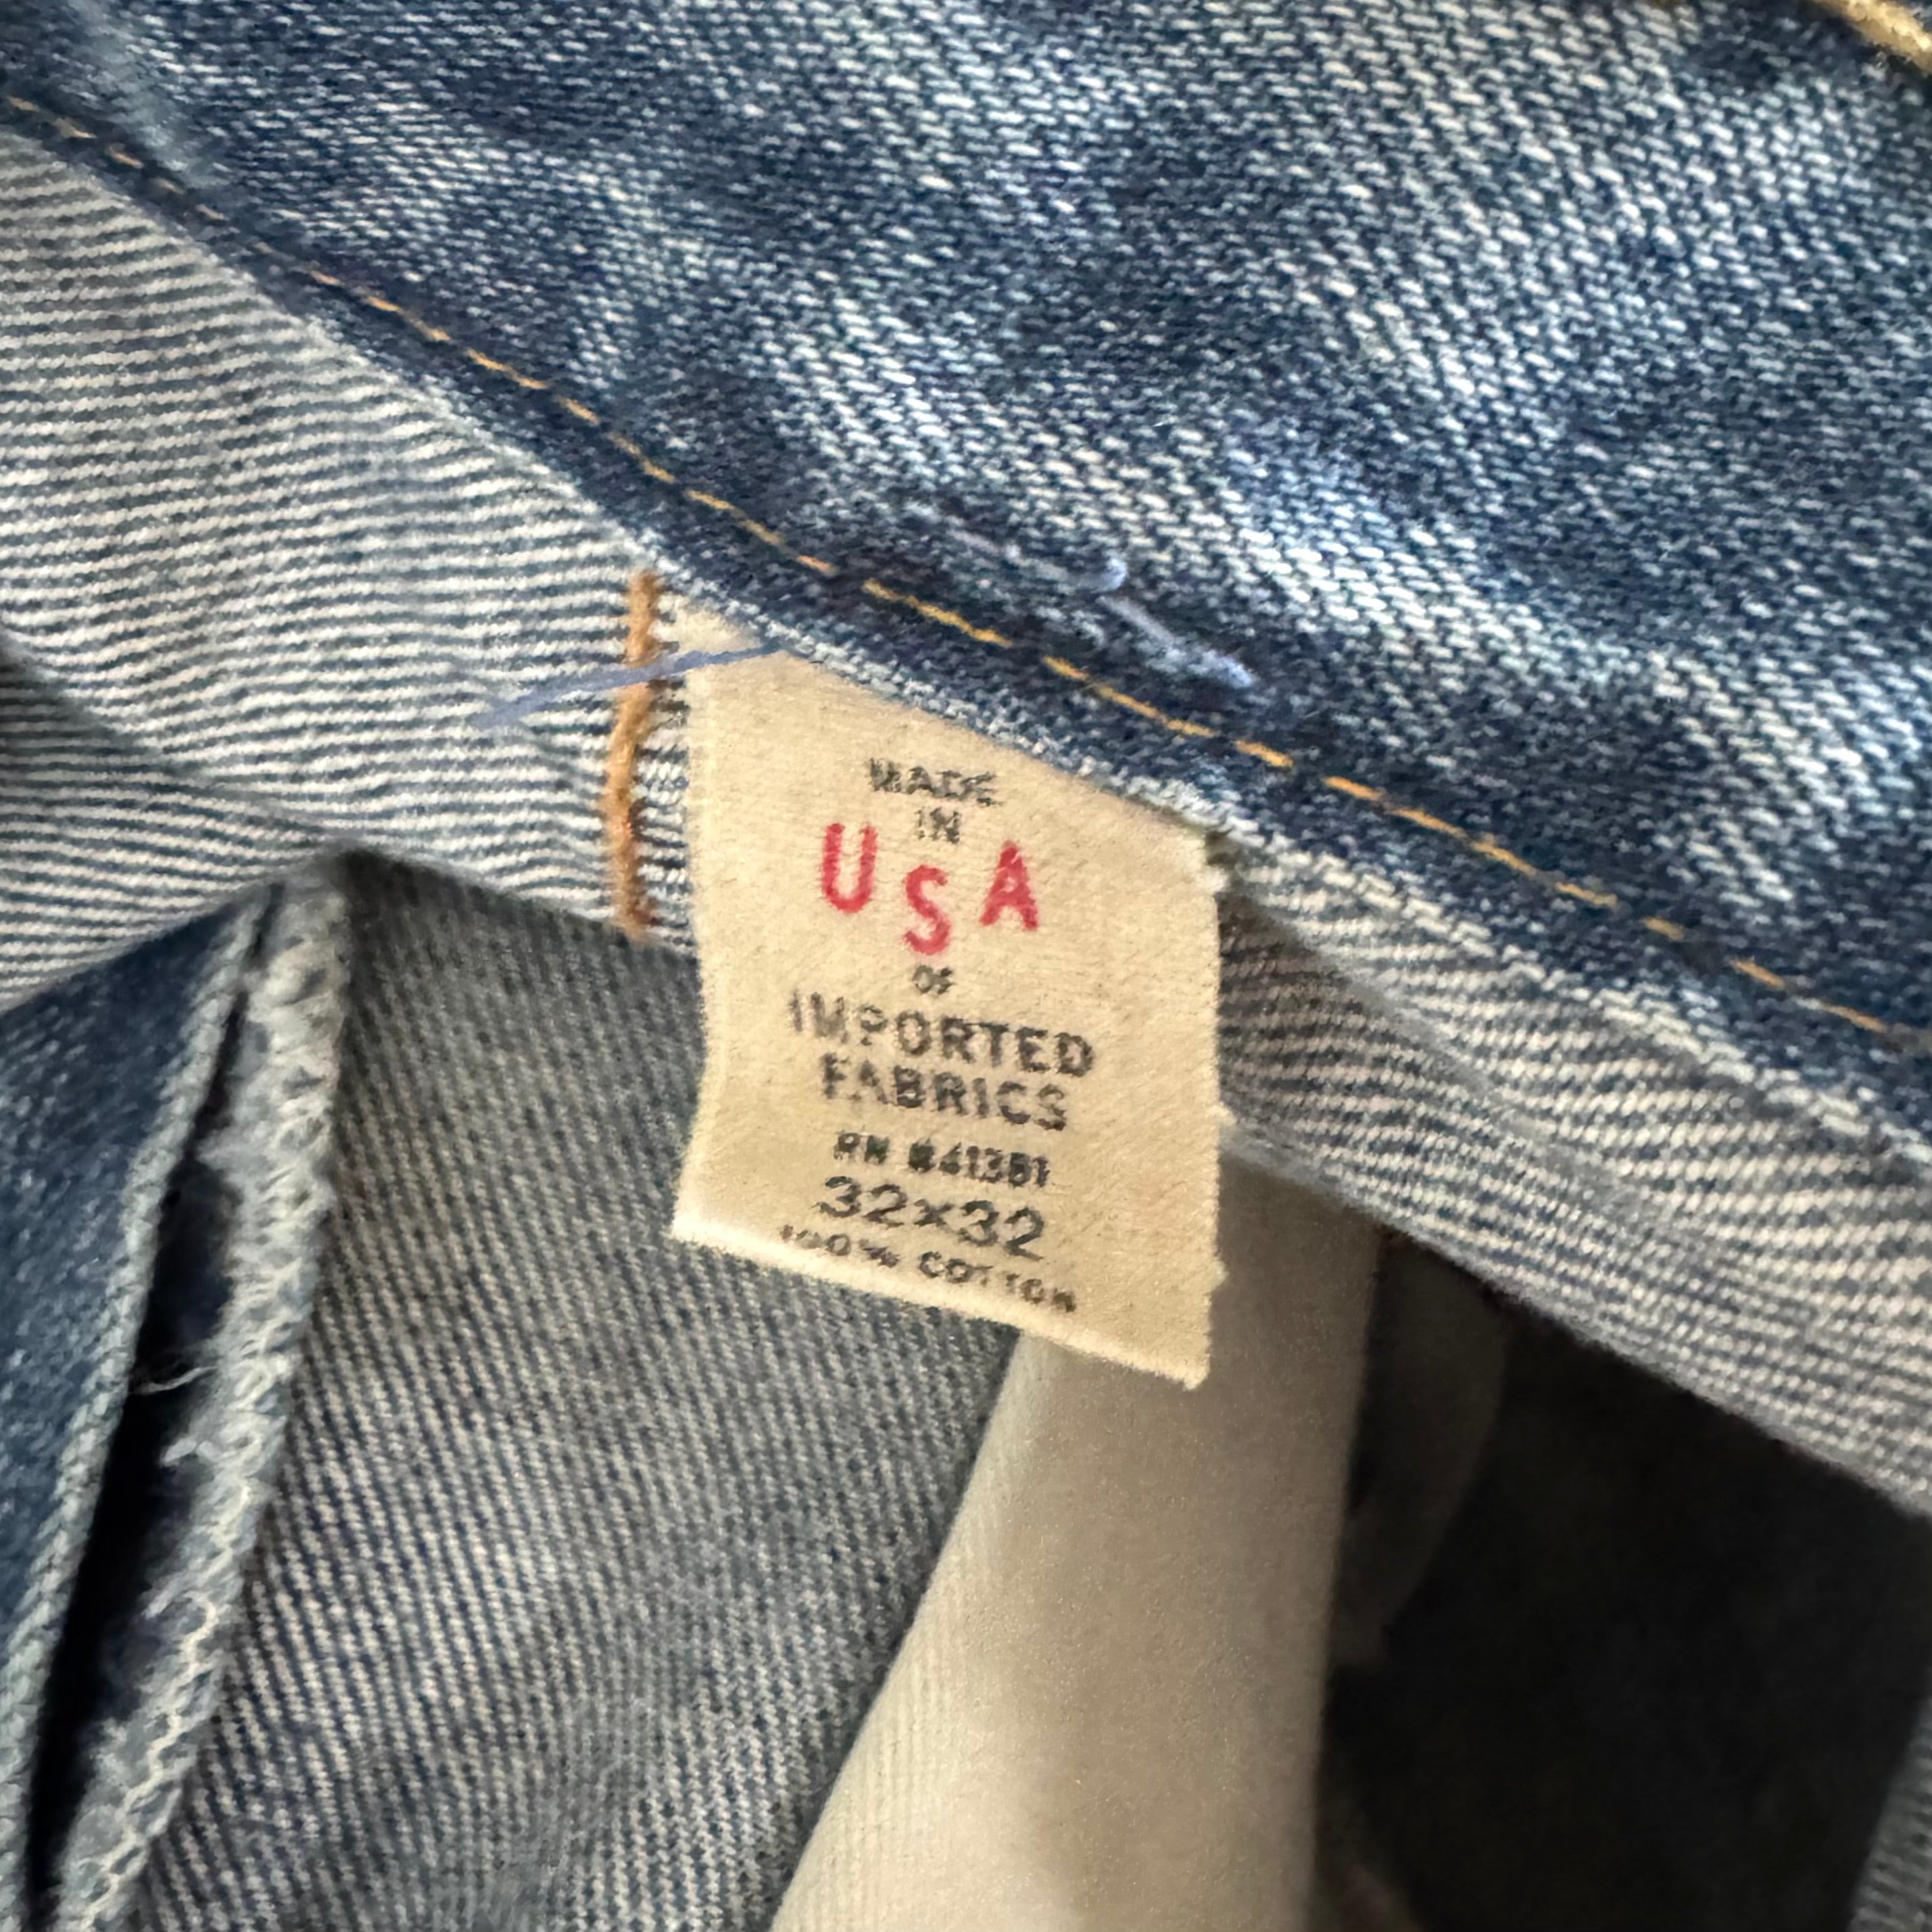 MADE
IN
USA
OF
IMPORTED
FABRICS
RN #41381
32x32
100% COTTON